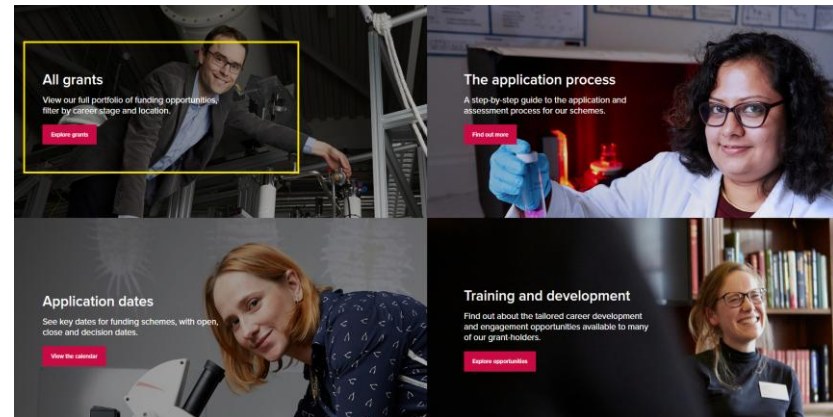 All grants
View our full portfolio of funding opportunities,
filter by career stage and location.
Explore grants
The application process
A step-by-step guide to the application and
assessment process for our schemes.
Find out more
Application dates
See key dates for funding schemes, with open,
close and decision dates.
View the calendar
Training and development
Find out about the tailored career development
and engagement opportunities available to many
of our grant-holders.
Explore opportunities